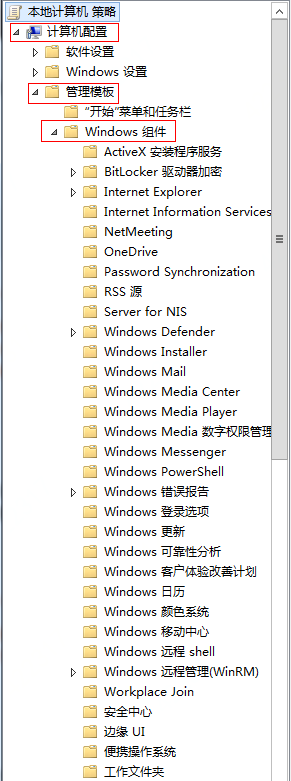 本地计算机 策略
计算机配置
软件设置
Windows 设置
管理模板
“开始”菜单和任务栏
Windows 组件
ActiveX 安装程序服务
BitLocker 驱动器加密
Internet Explorer
Internet Information Services
NetMeeting
OneDrive
Password Synchronization
RSS 源
Server for NIS
Windows Defender
Windows Installer
Windows Mail
Windows Media Center
Windows Media Player
Windows Media 数字权限管理
Windows Messenger
Windows PowerShell
Windows 错误报告
Windows 登录选项
Windows 更新
Windows 可靠性分析
Windows 客户体验改善计划
Windows 日历
Windows 颜色系统
Windows 移动中心
Windows 远程 shell
Windows 远程管理(WinRM)
Workplace Join
安全中心
边缘 UI
便携操作系统
工作文件夹